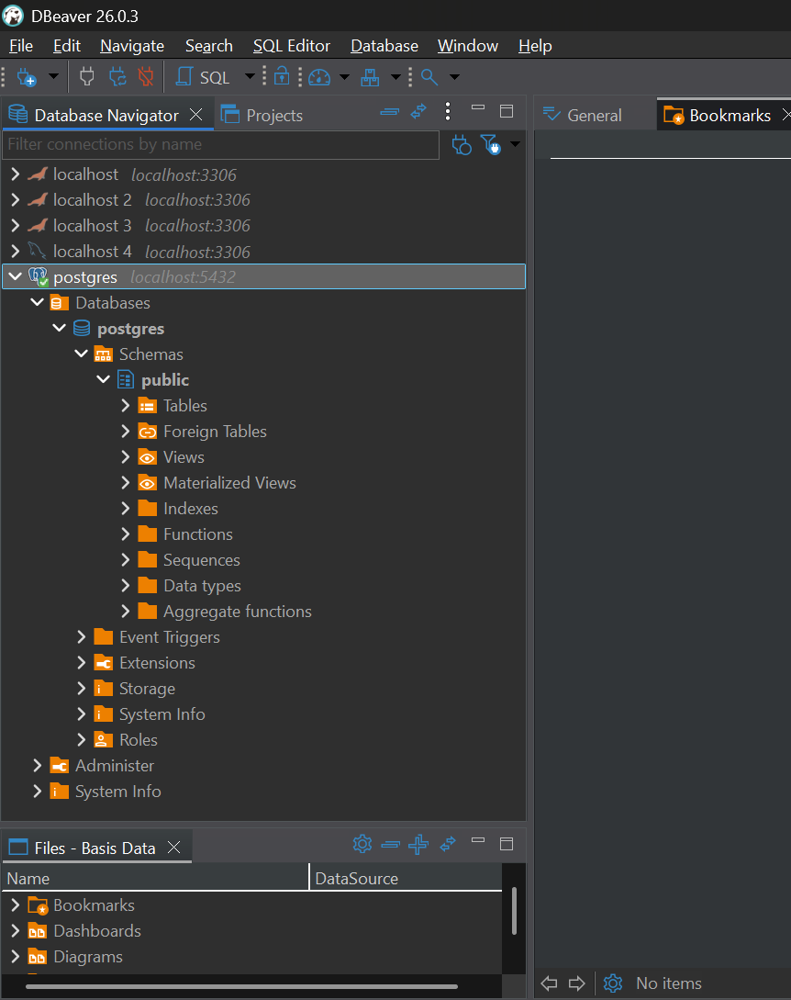 DBeaver 26.0.3
File Edit Navigate Search SQL Editor Database Window Help
SQL
Database Navigator Projects
General Bookmarks
Filter connections by name
localhost localhost:3306
localhost 2 localhost:3306
localhost 3 localhost:3306
localhost 4 localhost:3306
postgres localhost:5432
Databases
postgres
Schemas
public
Tables
Foreign Tables
Views
Materialized Views
Indexes
Functions
Sequences
Data types
Aggregate functions
Event Triggers
Extensions
Storage
System Info
Roles
Administer
System Info
Files - Basis Data
Name DataSource
Bookmarks
Dashboards
Diagrams
No items